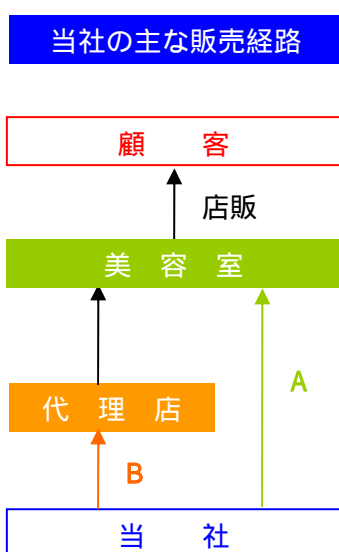 当社の主な販売経路
顧 客
店販
美 容 室
A
代 理 店
B
当 社